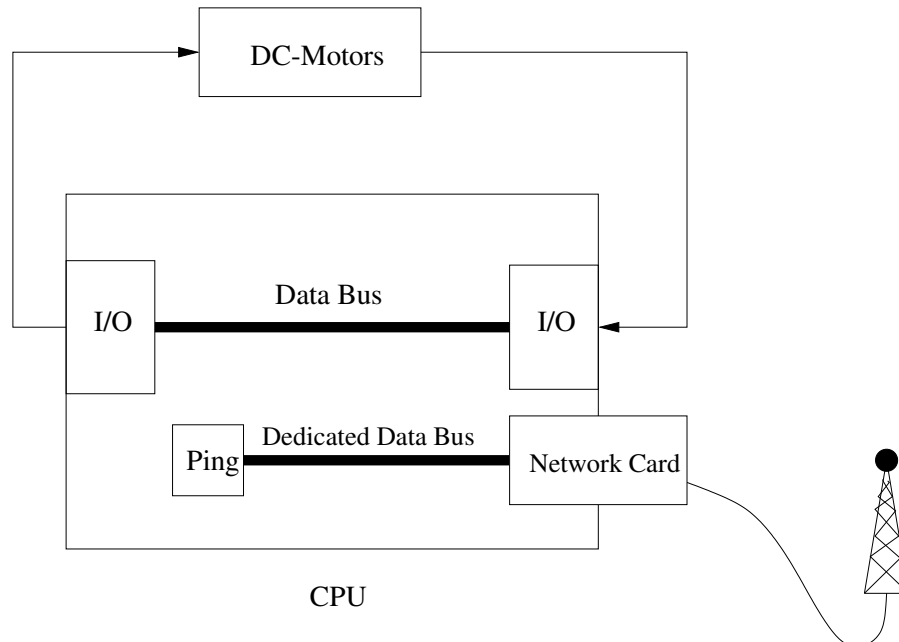 DC-Motors
Data Bus
I/O
I/O
Dedicated Data Bus
Ping
Network Card
CPU